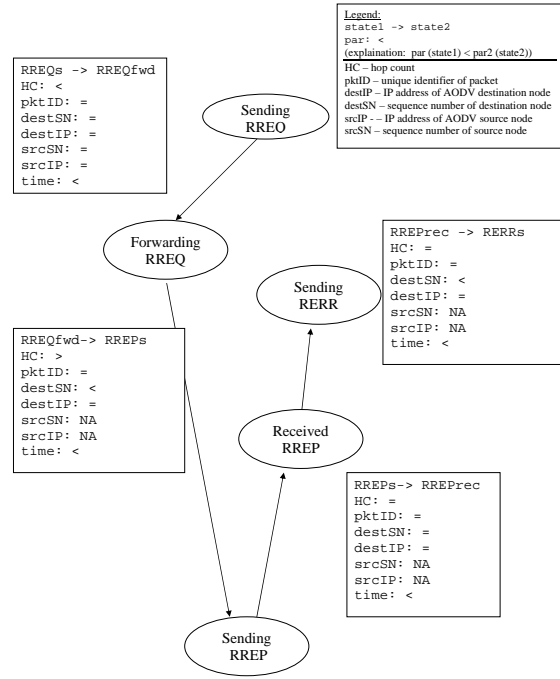 Legend:
state1 -> state2
par: <
(explaination: par (state1) < par2 (state2))
HC – hop count
pktID – unique identifier of packet
destIP – IP address of AODV destination node
destSN – sequence number of destination node
srcIP - – IP address of AODV source node
srcSN – sequence number of source node
RREQs -> RREQfwd
HC: <
pktID: =
destSN: =
destIP: =
srcSN: =
srcIP: =
time: <
Sending
RREQ
Forwarding
RREQ
RREPrec -> RERRs
HC: =
pktID: =
destSN: <
destIP: =
srcSN: NA
srcIP: NA
time: <
Sending
RERR
RREQfwd-> RREPs
HC: >
pktID: =
destSN: <
destIP: =
srcSN: NA
srcIP: NA
time: <
Received
RREP
RREPs-> RREPrec
HC: =
pktID: =
destSN: =
destIP: =
srcSN: NA
srcIP: NA
time: <
Sending
RREP